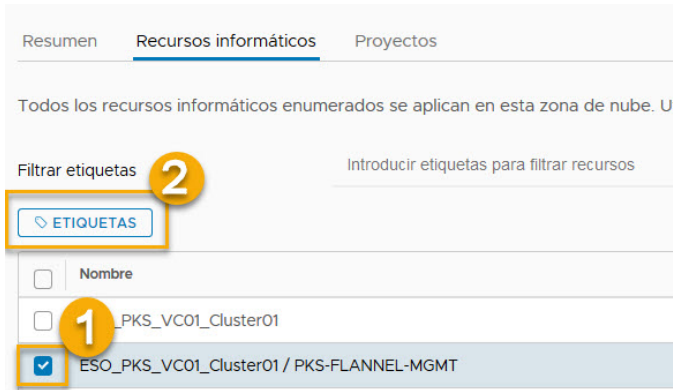 Resumen Recursos informáticos Proyectos
Todos los recursos informáticos enumerados se aplican en esta zona de nube. U
Filtrar etiquetas 2 Introducir etiquetas para filtrar recursos
ETIQUETAS
Nombre
1 _PKS_VC01_Cluster01
ESO_PKS_VC01_Cluster01 / PKS-FLANNEL-MGMT